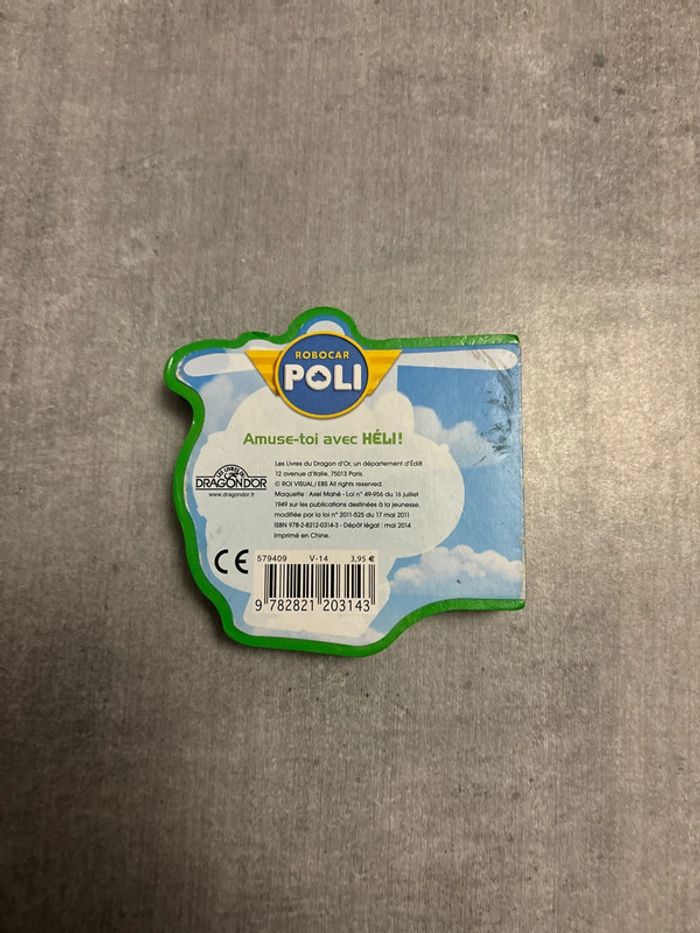 ROBOCAR
POLI
Amuse-toi avec HÉLI !
LES LIVRES DU
DRAGON D'OR
www.dragondor.fr
Les Livres du Dragon d'Or, un département d'Édi8
12 avenue d'Italie, 75013 Paris.
© ROI VISUAL/ EBS All rights reserved.
Maquette : Axel Mahé - Loi n° 49-956 du 16 juillet
1949 sur les publications destinées à la jeunesse,
modifiée par la loi n° 2011-525 du 17 mai 2011
ISBN 978-2-8212-0314-3 - Dépôt légal : mai 2014
Imprimé en Chine.
CE
579409 V-14 3,95 €
9 782821 203143